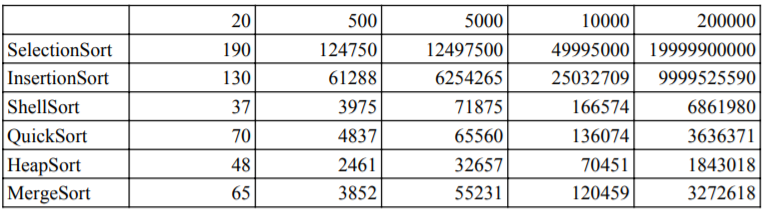 20 500 5000 10000 200000
SelectionSort 190 124750 12497500 49995000 19999900000
InsertionSort 130 61288 6254265 25032709 9999525590
ShellSort 37 3975 71875 166574 6861980
QuickSort 70 4837 65560 136074 3636371
HeapSort 48 2461 32657 70451 1843018
MergeSort 65 3852 55231 120459 3272618